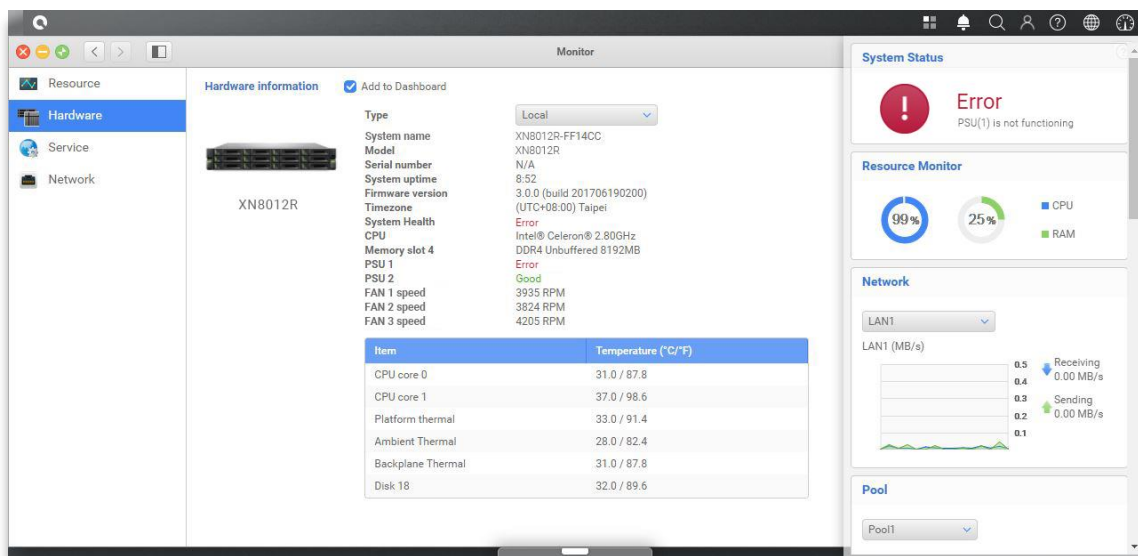 Monitor
Resource
Hardware
Service
Network
Hardware information
Add to Dashboard
XN8012R
Type Local
System name XN8012R-FF14CC
Model XN8012R
Serial number N/A
System uptime 8:52
Firmware version 3.0.0 (build 201706190200)
Timezone (UTC+08:00) Taipei
System Health Error
CPU Intel® Celeron® 2.80GHz
Memory slot 4 DDR4 Unbuffered 8192MB
PSU 1 Error
PSU 2 Good
FAN 1 speed 3935 RPM
FAN 2 speed 3824 RPM
FAN 3 speed 4205 RPM
Item Temperature (°C/°F)
CPU core 0 31.0 / 87.8
CPU core 1 37.0 / 98.6
Platform thermal 33.0 / 91.4
Ambient Thermal 28.0 / 82.4
Backplane Thermal 31.0 / 87.8
Disk 18 32.0 / 89.6
System Status
Error
PSU(1) is not functioning
Resource Monitor
99%
25%
CPU
RAM
Network
LAN1
LAN1 (MB/s)
0.5
0.4
0.3
0.2
0.1
Receiving
0.00 MB/s
Sending
0.00 MB/s
Pool
Pool1